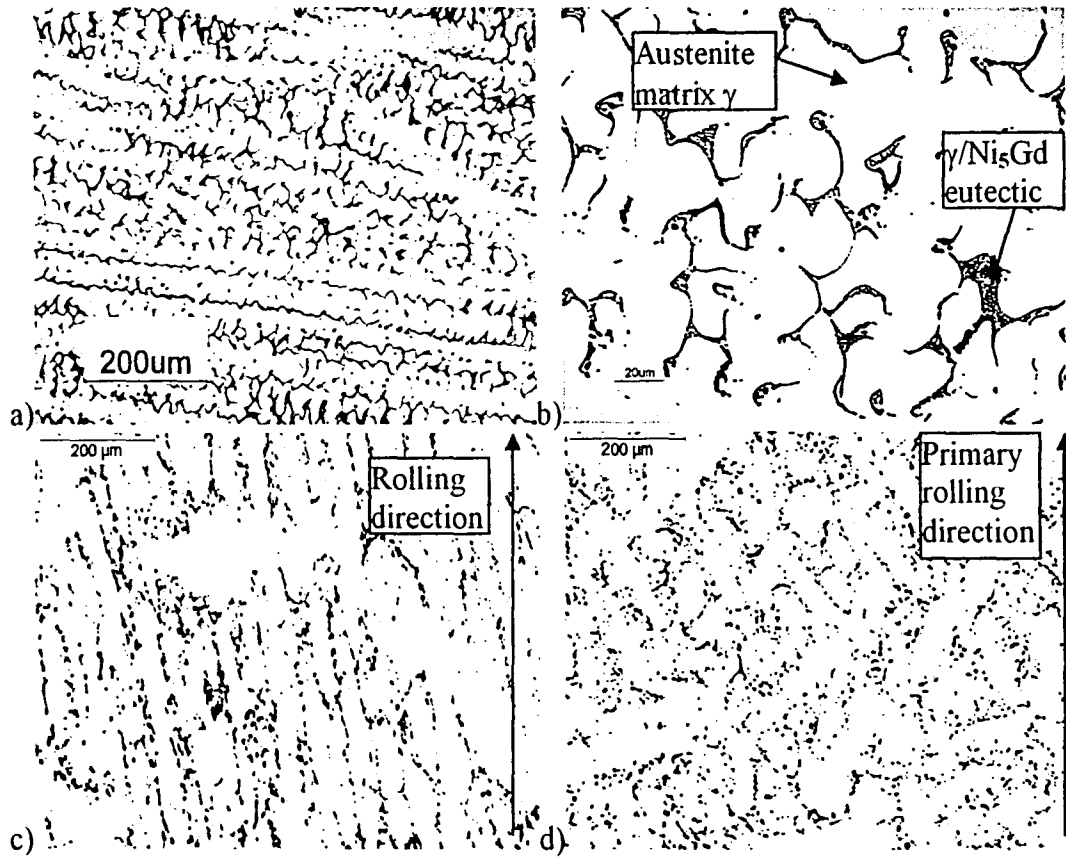 Austenite
matrix γ
γ/Ni₅Gd
eutectic
200um
20um
a)
b)
200 µm
Rolling
direction
200 µm
Primary
rolling
direction
c)
d)